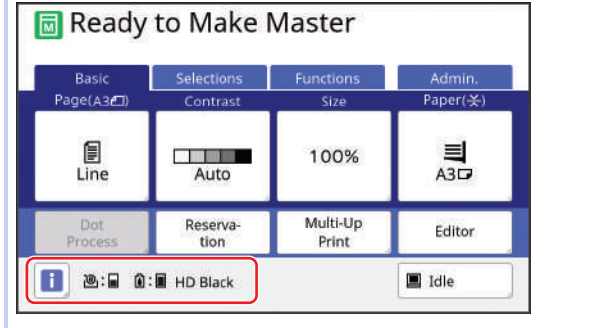 M Ready to Make Master
Basic Selections Functions Admin.
Page(A3) Contrast Size Paper()
Line Auto 100% A3
Dot Process Reserva-tion Multi-Up Print Editor
i : : HD Black Idle